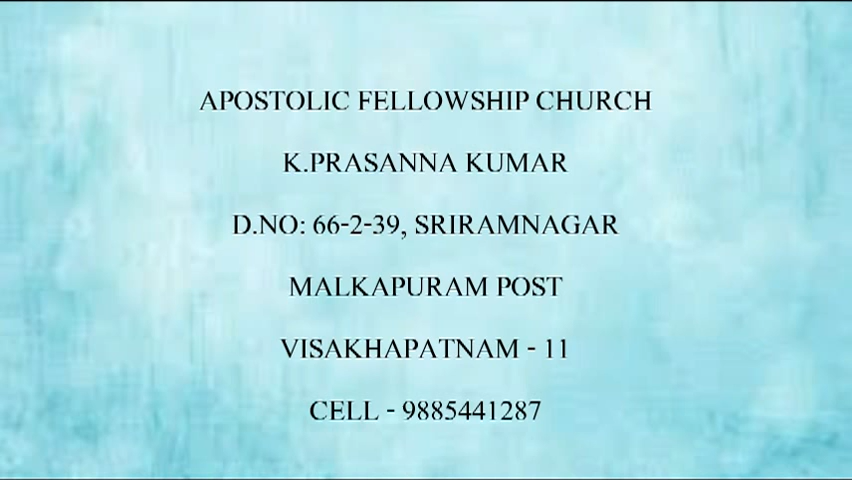 APOSTOLIC FELLOWSHIP CHURCH
K.PRASANNA KUMAR
D.NO: 66-2-39, SRIRAMNAGAR
MALKAPURAM POST
VISAKHAPATNAM - 11
CELL - 9885441287